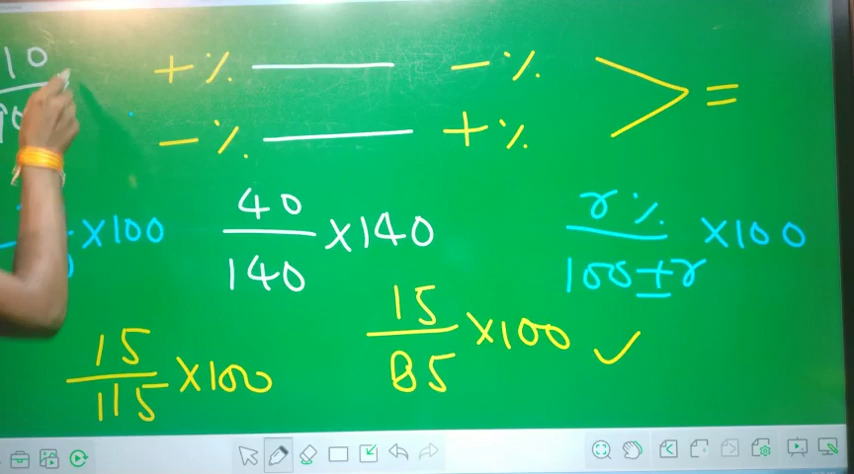 10
+% —— -% > =
-% —— +%
×100 40/140 ×140 r%/100±r ×100
15/115 ×100 15/85 ×100 ✓